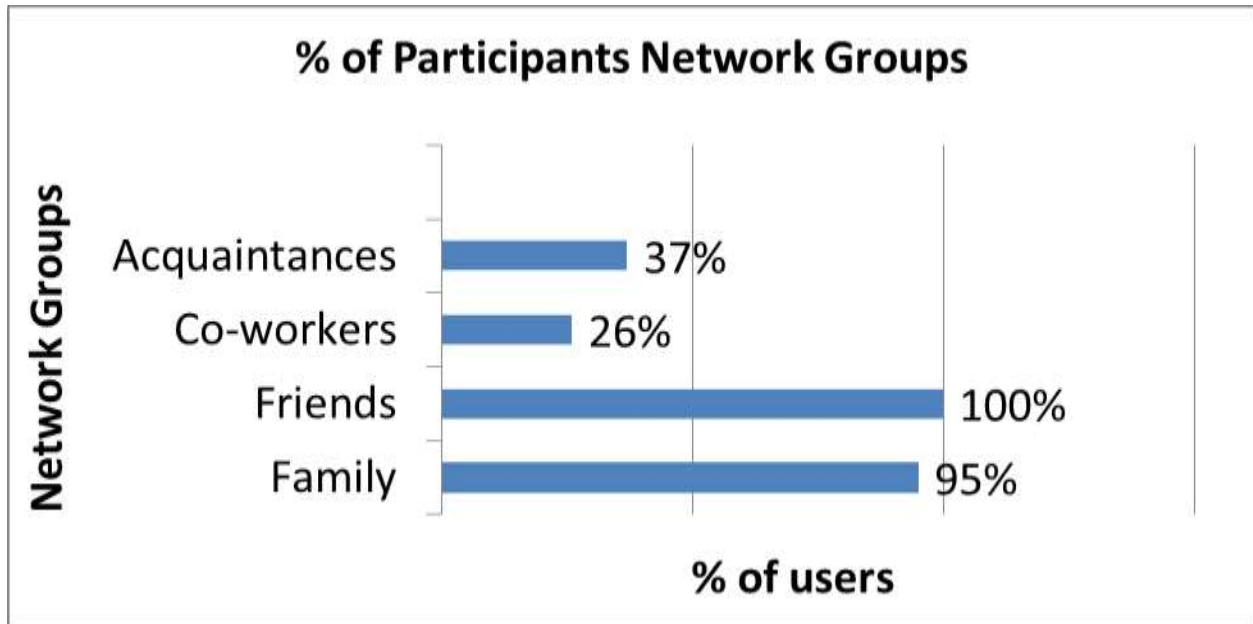 % of Participants Network Groups
Network Groups
Acquaintances 37%
Co-workers 26%
Friends 100%
Family 95%
% of users